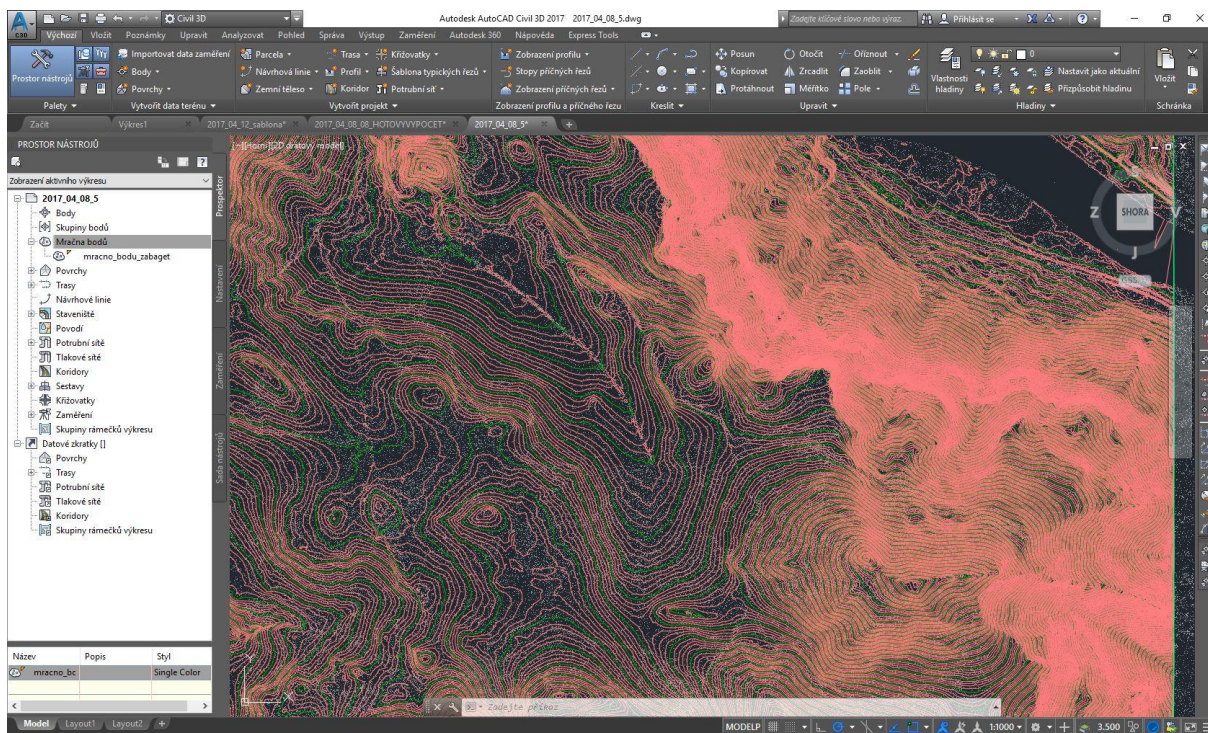 Civil 3D
Autodesk AutoCAD Civil 3D 2017 2017_04_08_5.dwg
Zadejte klíčové slovo nebo výraz.
Přihlásit se
C3D
Výchozí Vložit Poznámky Upravit Analyzovat Pohled Správa Výstup Zaměření Autodesk 360 Nápověda Express Tools
Importovat data zaměření Parcela Trasa Křižovatky Zobrazení profilu Posun Otočit Oříznout 0
Prostor nástrojů Body Návrhová linie Profil Šablona typických řezů Stopy příčných řezů Kopírovat Zrcadlit Zaoblit Vlastnosti hladiny Nastavit jako aktuální Vložit
Povrchy Zemní těleso Koridor Potrubní síť Zobrazení příčných řezů Protáhnout Měřítko Pole Přizpůsobit hladinu
Palety Vytvořit data terénu Vytvořit projekt Zobrazení profilu a příčného řezu Kreslit Upravit Hladiny Schránka
Začít Výkres1 2017_04_12_sablona* 2017_04_08_08_HOTOVYVYPOCET* 2017_04_08_5*
PROSTOR NÁSTROJŮ
[–][Horní][2D drátový model]
Zobrazení aktivního výkresu
2017_04_08_5
Body
Skupiny bodů
Mračna bodů
mracno_bodu_zabaget
Povrchy
Trasy
Návrhové linie
Staveniště
Povodí
Potrubní sítě
Tlakové sítě
Koridory
Sestavy
Křižovatky
Zaměření
Skupiny rámečků výkresu
Datové zkratky []
Povrchy
Trasy
Potrubní sítě
Tlakové sítě
Koridory
Skupiny rámečků výkresu
Prospektor
Nastavení
Zaměření
Sada nástrojů
Z SHORA V
J
Název Popis Styl
mracno_bc Single Color
Y
X
Zadejte příkaz
Model Layout1 Layout2 +
MODELP 1:1000 3.500